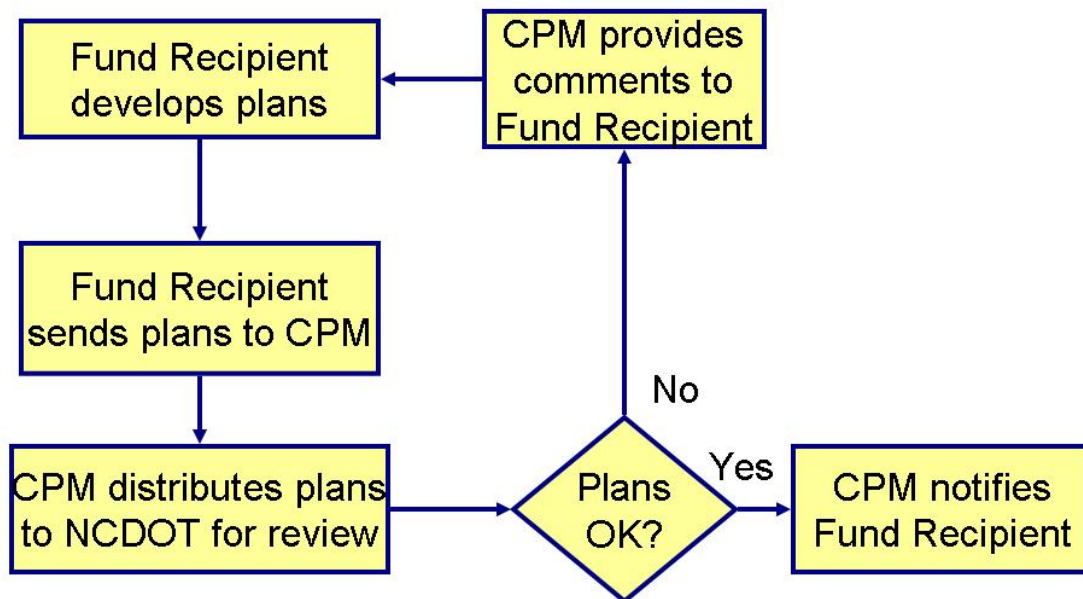 Fund Recipient
develops plans
CPM provides
comments to
Fund Recipient
Fund Recipient
sends plans to CPM
No
CPM distributes plans
to NCDOT for review
Plans
OK?
Yes
CPM notifies
Fund Recipient